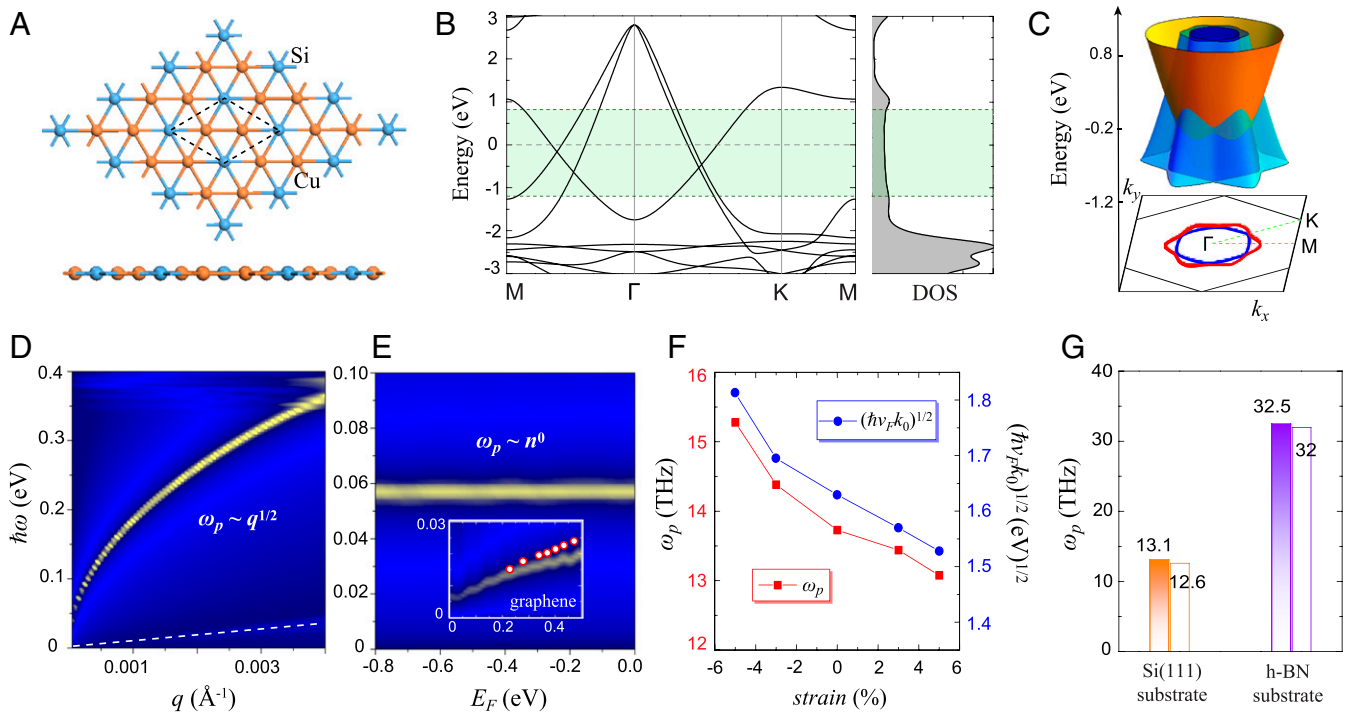 A
Si
Cu
B
Energy (eV)
3
2
1
0
-1
-2
-3
M
Γ
K
M
DOS
C
Energy (eV)
0.8
-0.2
-1.2
k_y
K
Γ
M
k_x
D
ħω (eV)
0.4
0.3
0.2
0.1
0
ω_p ~ q^{1/2}
0.001
0.003
q (Å⁻¹)
E
0.10
0.08
0.06
0.04
0.02
0.00
ω_p ~ n⁰
0.03
0
graphene
0
0.2
0.4
-0.8
-0.6
-0.4
-0.2
0.0
E_F (eV)
F
ω_p (THz)
16
15
14
13
12
(ħv_F k_0)^{1/2}
ω_p
1.8
1.7
1.6
1.5
1.4
(ħv_F k_0)^{1/2} (eV)^{1/2}
-6
-4
-2
0
2
4
6
strain (%)
G
ω_p (THz)
40
30
20
10
0
13.1
12.6
32.5
32
Si(111)
substrate
h-BN
substrate